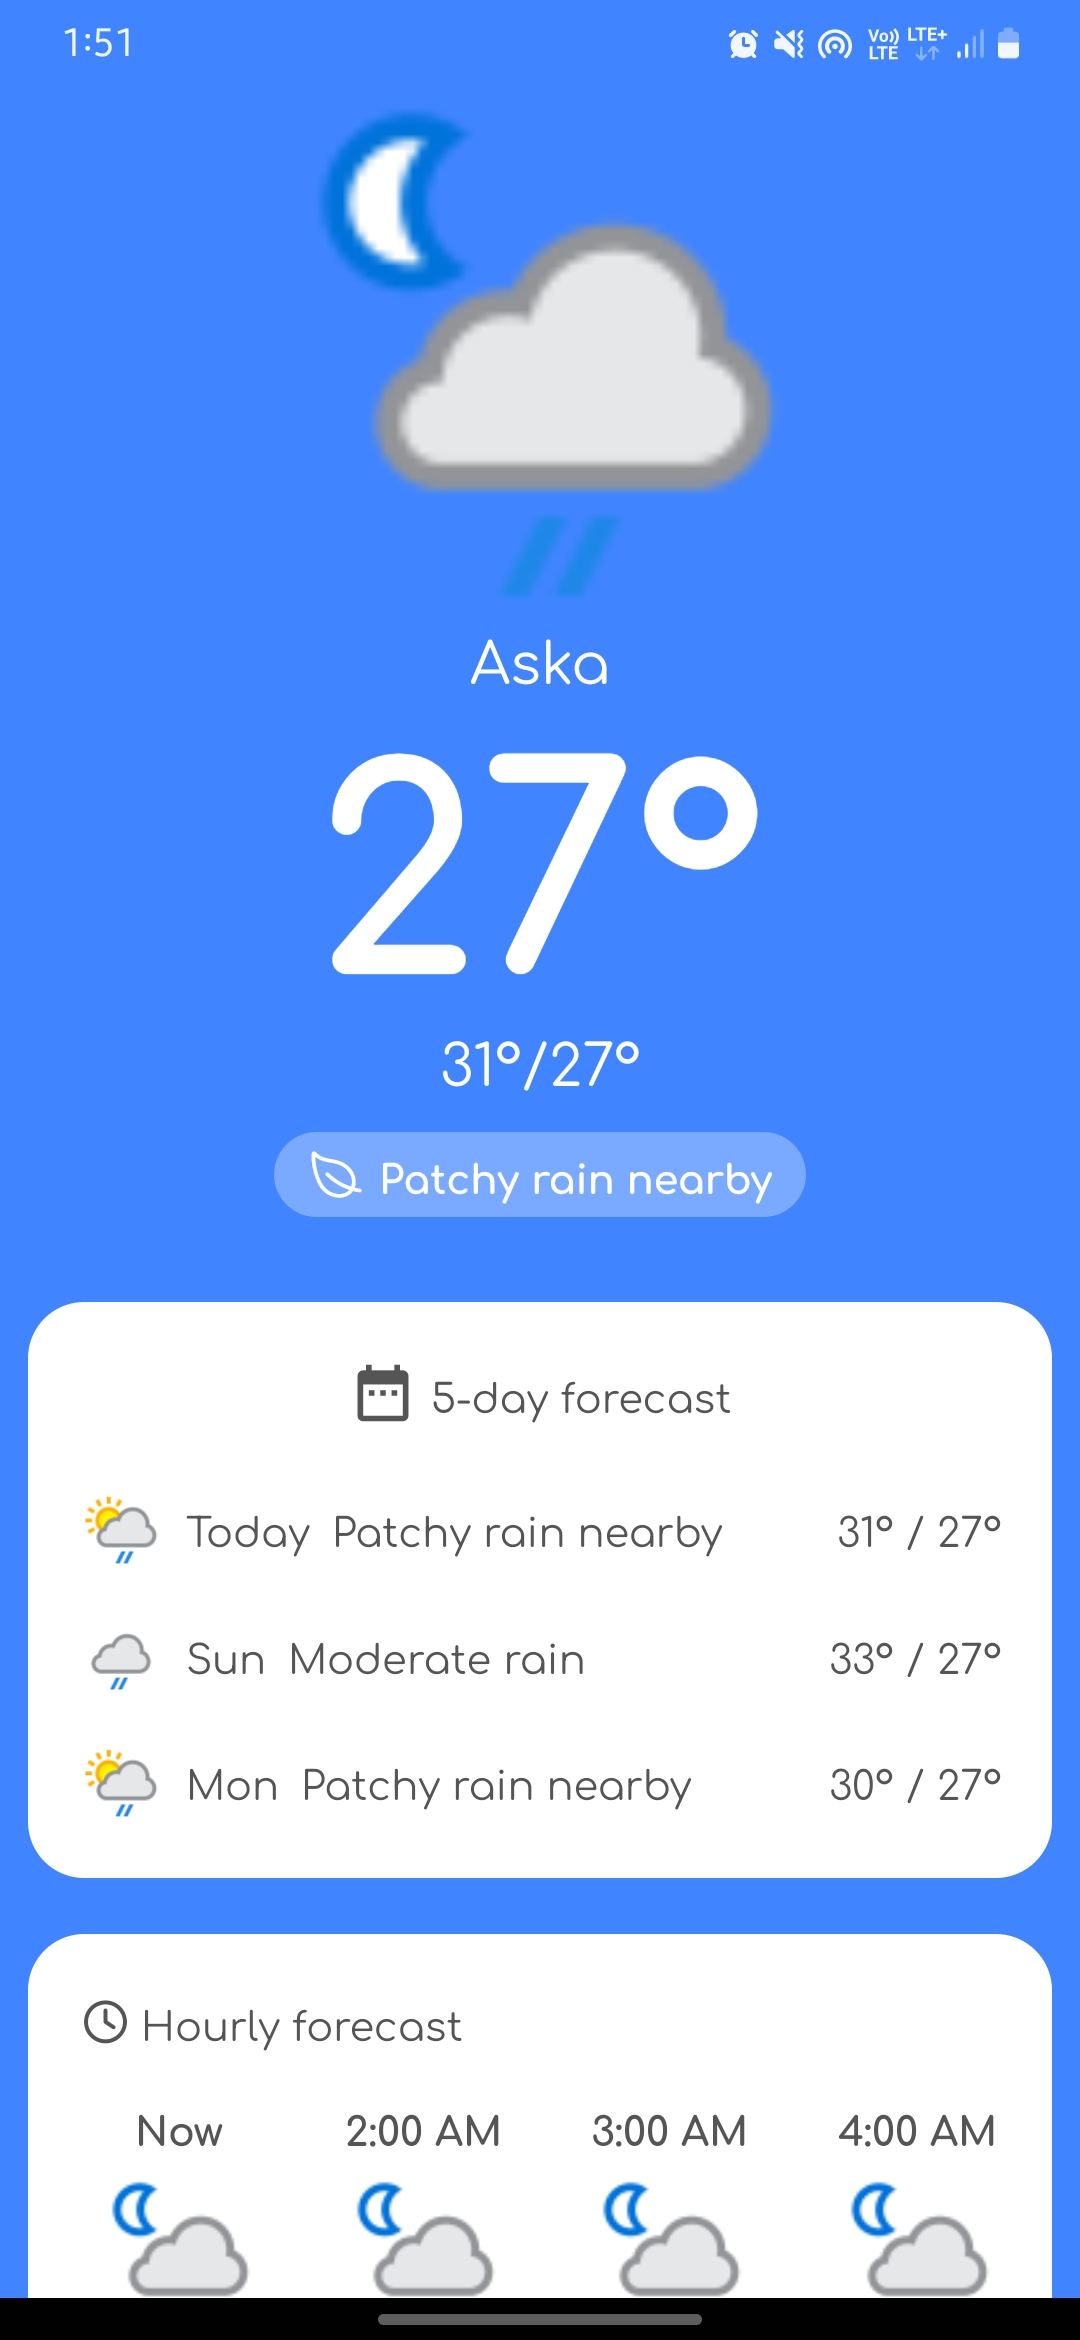 1:51 Vo)) LTE LTE+
Aska
27°
31°/27°
Patchy rain nearby
5-day forecast
Today Patchy rain nearby 31° / 27°
Sun Moderate rain 33° / 27°
Mon Patchy rain nearby 30° / 27°
Hourly forecast
Now 2:00 AM 3:00 AM 4:00 AM